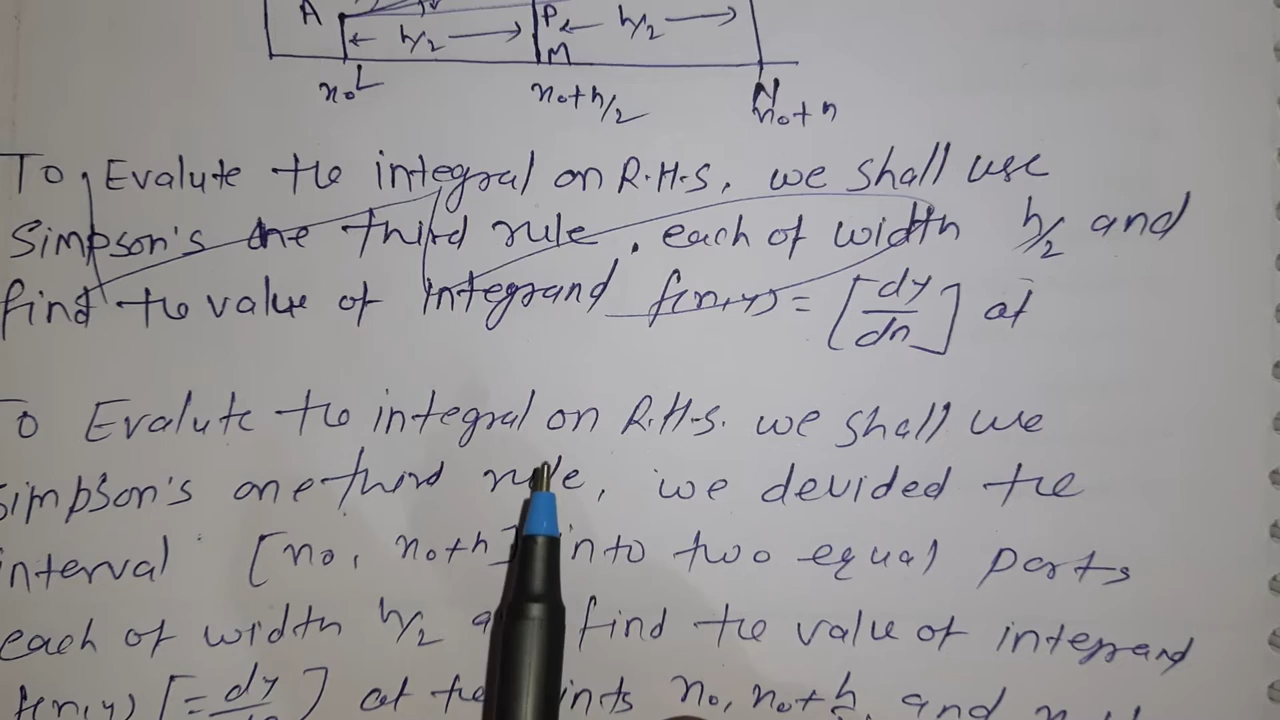 A P ← h/2 → ← h/2 →
M
x₀ L x₀+h/2 N x₀+h
To, Evalute the integral on R.H.S. we shall use
Simpson's one third rule, each of width h/2 and
find the value of integrand f(x,y) = [dy/dx] at
To Evalute the integral on R.H.S. we shall we
Simpson's one third rule, we devided the
interval [x₀, x₀+h] into two equal parts
each of width h/2 find the value of integrand
f(x,y) [= dy/ ] at the x₀, x₀+h/ and